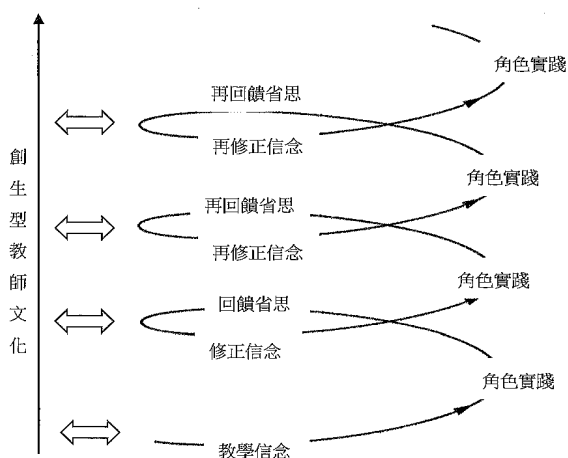 角色實踐
再回饋省思
再修正信念
角色實踐
再回饋省思
再修正信念
角色實踐
回饋省思
修正信念
角色實踐
教學信念
創生型教師文化